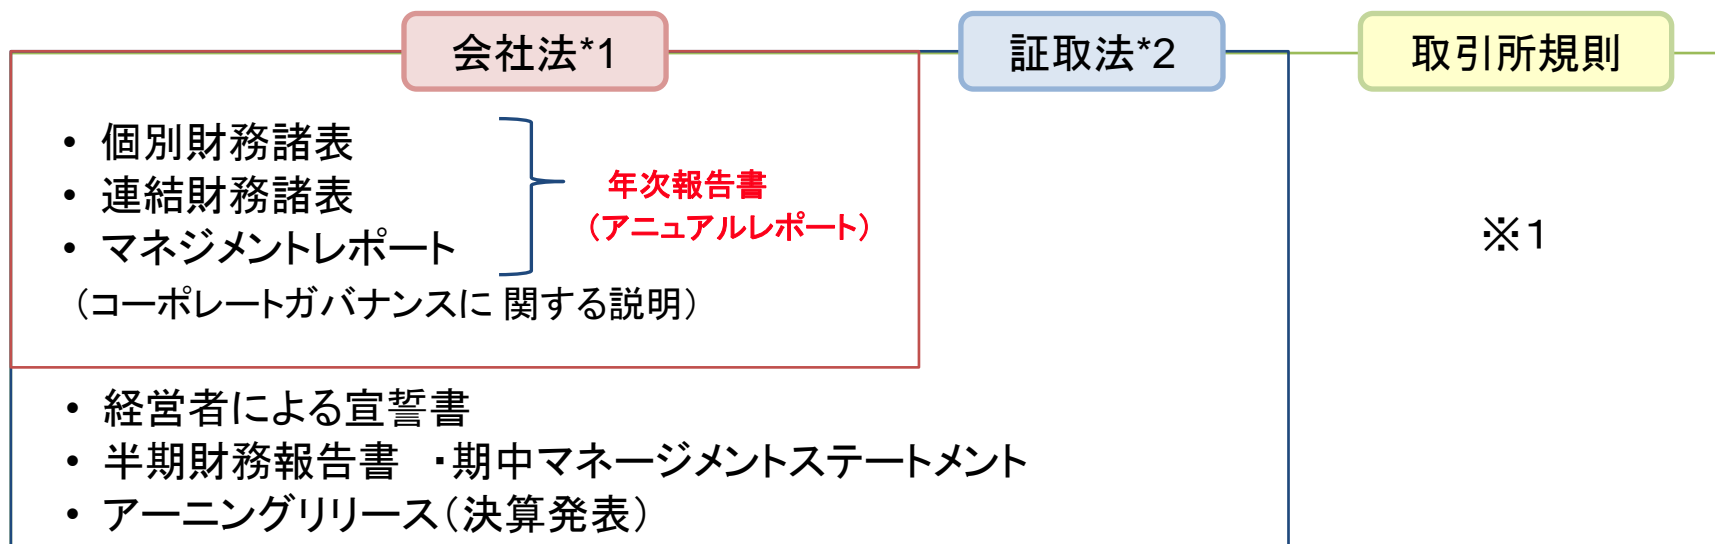 会社法*1
証取法*2
取引所規則
• 個別財務諸表
• 連結財務諸表
• マネジメントレポート
（コーポレートガバナンスに 関する説明）
年次報告書
（アニュアルレポート）
※1
• 経営者による宣誓書
• 半期財務報告書 ・期中マネージメントステートメント
• アーニングリリース（決算発表）